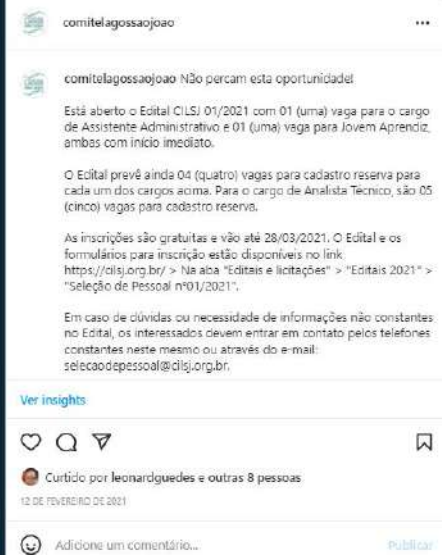 comitelagossaojoao
comitelagossaojoao Não percam esta oportunidade!
Está aberto o Edital CILSJ 01/2021 com 01 (uma) vaga para o cargo
de Assistente Administrativo e 01 (uma) vaga para Jovem Aprendiz,
ambas com início imediato.
O Edital prevê ainda 04 (quatro) vagas para cadastro reserva para
cada um dos cargos acima. Para o cargo de Analista Técnico, são 05
(cinco) vagas para cadastro reserva.
As inscrições são gratuitas e vão até 28/03/2021. O Edital e os
formulários para inscrição estão disponíveis no link
https://cilsj.org.br/ > Na aba "Editais e licitações" > "Editais 2021" >
"Seleção de Pessoal nº01/2021".
Em caso de dúvidas ou necessidade de informações não constantes
no Edital, os interessados devem entrar em contato pelos telefones
constantes neste mesmo ou através do e-mail:
selecaodepessoal@cilsj.org.br.
Ver insights
Curtido por leonardguedes e outras 8 pessoas
12 DE FEVEREIRO DE 2021
Adicione um comentário...
Publicar